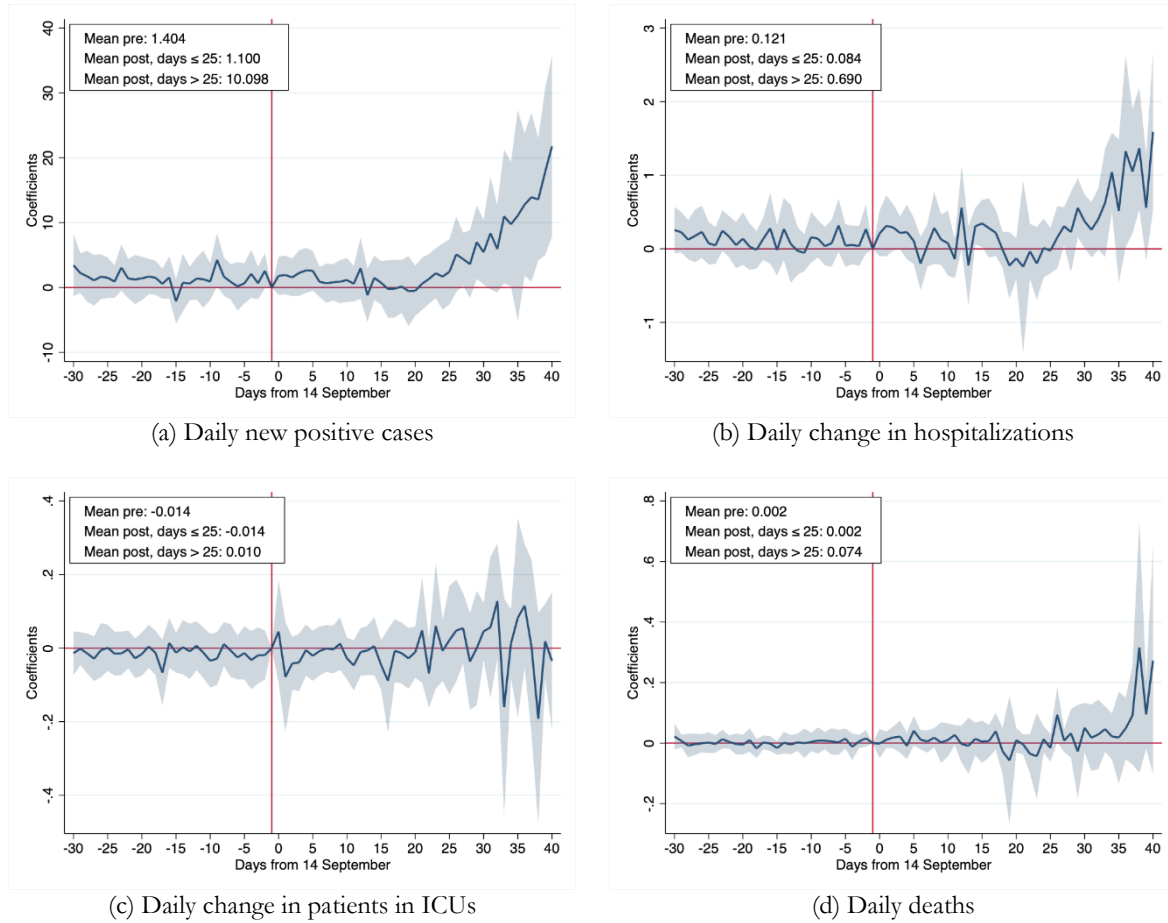 Mean pre: 1.404
Mean post, days ≤ 25: 1.100
Mean post, days > 25: 10.098
40
30
20
10
0
-10
Coefficients
-30 -25 -20 -15 -10 -5 0 5 10 15 20 25 30 35 40
Days from 14 September
(a) Daily new positive cases
Mean pre: 0.121
Mean post, days ≤ 25: 0.084
Mean post, days > 25: 0.690
3
2
1
0
-1
Coefficients
-30 -25 -20 -15 -10 -5 0 5 10 15 20 25 30 35 40
Days from 14 September
(b) Daily change in hospitalizations
Mean pre: -0.014
Mean post, days ≤ 25: -0.014
Mean post, days > 25: 0.010
.4
.2
0
-.2
-.4
Coefficients
-30 -25 -20 -15 -10 -5 0 5 10 15 20 25 30 35 40
Days from 14 September
(c) Daily change in patients in ICUs
Mean pre: 0.002
Mean post, days ≤ 25: 0.002
Mean post, days > 25: 0.074
.8
.6
.4
.2
0
-.2
Coefficients
-30 -25 -20 -15 -10 -5 0 5 10 15 20 25 30 35 40
Days from 14 September
(d) Daily deaths